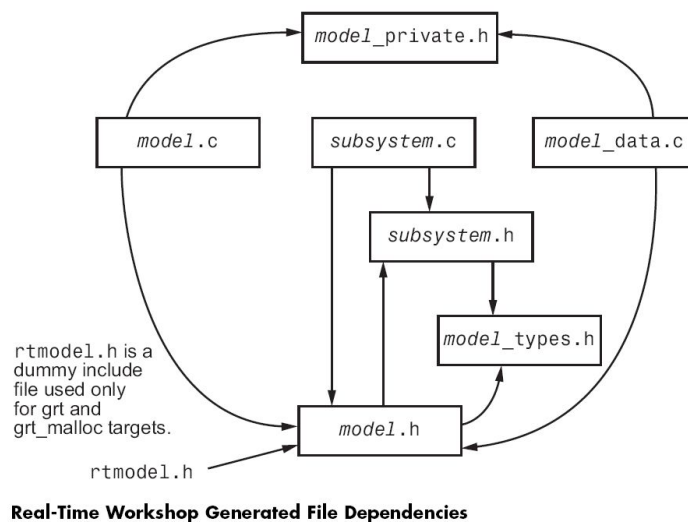 model_private.h
model.c
subsystem.c
model_data.c
subsystem.h
model_types.h
rtmodel.h is a
dummy include
file used only
for grt and
grt_malloc targets.
model.h
rtmodel.h
Real-Time Workshop Generated File Dependencies